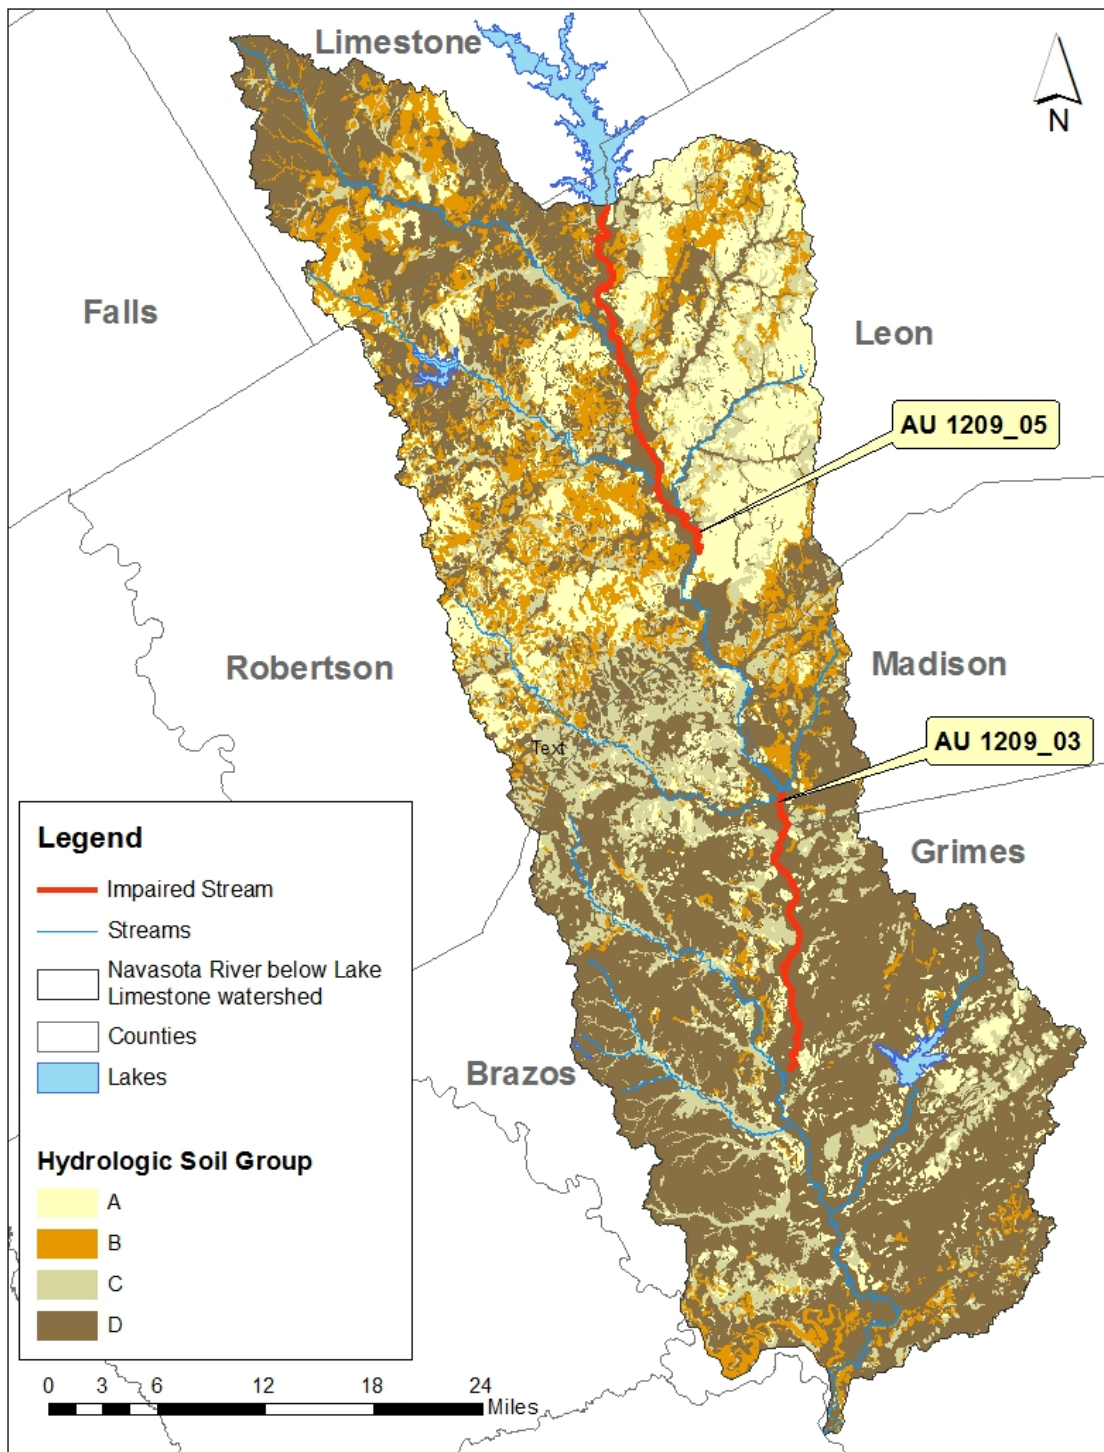 Limestone
N
Falls
Leon
AU 1209_05
Robertson
Madison
Text
AU 1209_03
Grimes
Brazos
Legend
Impaired Stream
Streams
Navasota River below Lake
Limestone watershed
Counties
Lakes
Hydrologic Soil Group
A
B
C
D
0 3 6 12 18 24
Miles